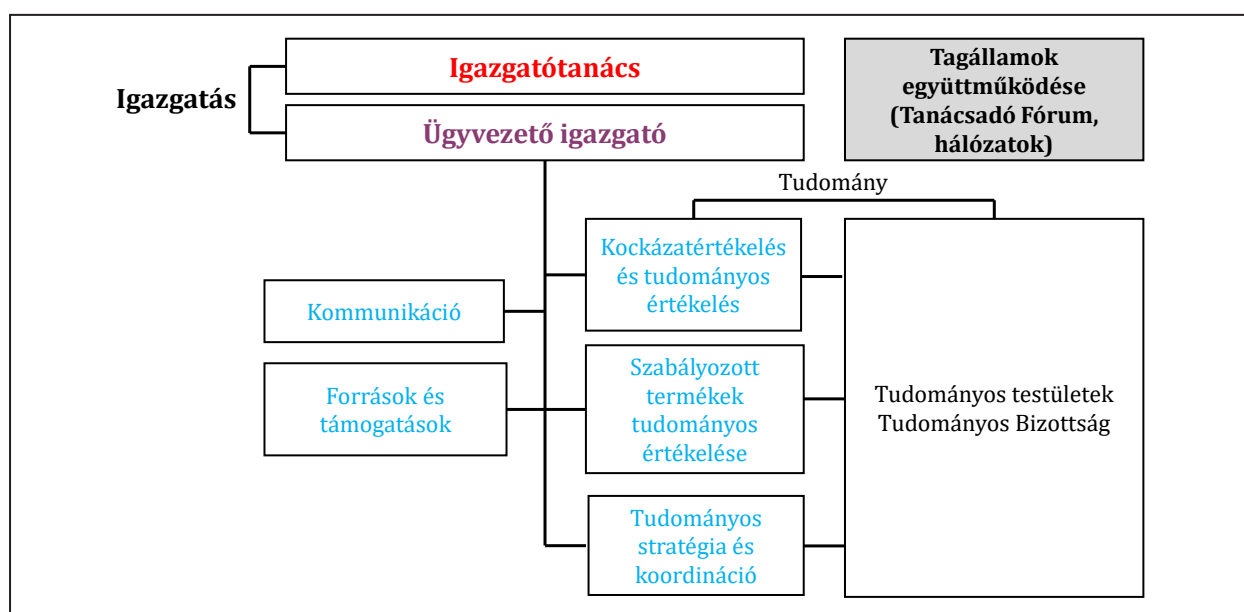 Igazgatás
Igazgatótanács
Ügyvezető igazgató
Tagállamok
együttműködése
(Tanácsadó Fórum,
hálózatok)
Tudomány
Kommunikáció
Források és
támogatások
Kockázatértékelés
és tudományos
értékelés
Szabályozott
termékek
tudományos
értékelése
Tudományos
stratégia és
koordináció
Tudományos testületek
Tudományos Bizottság